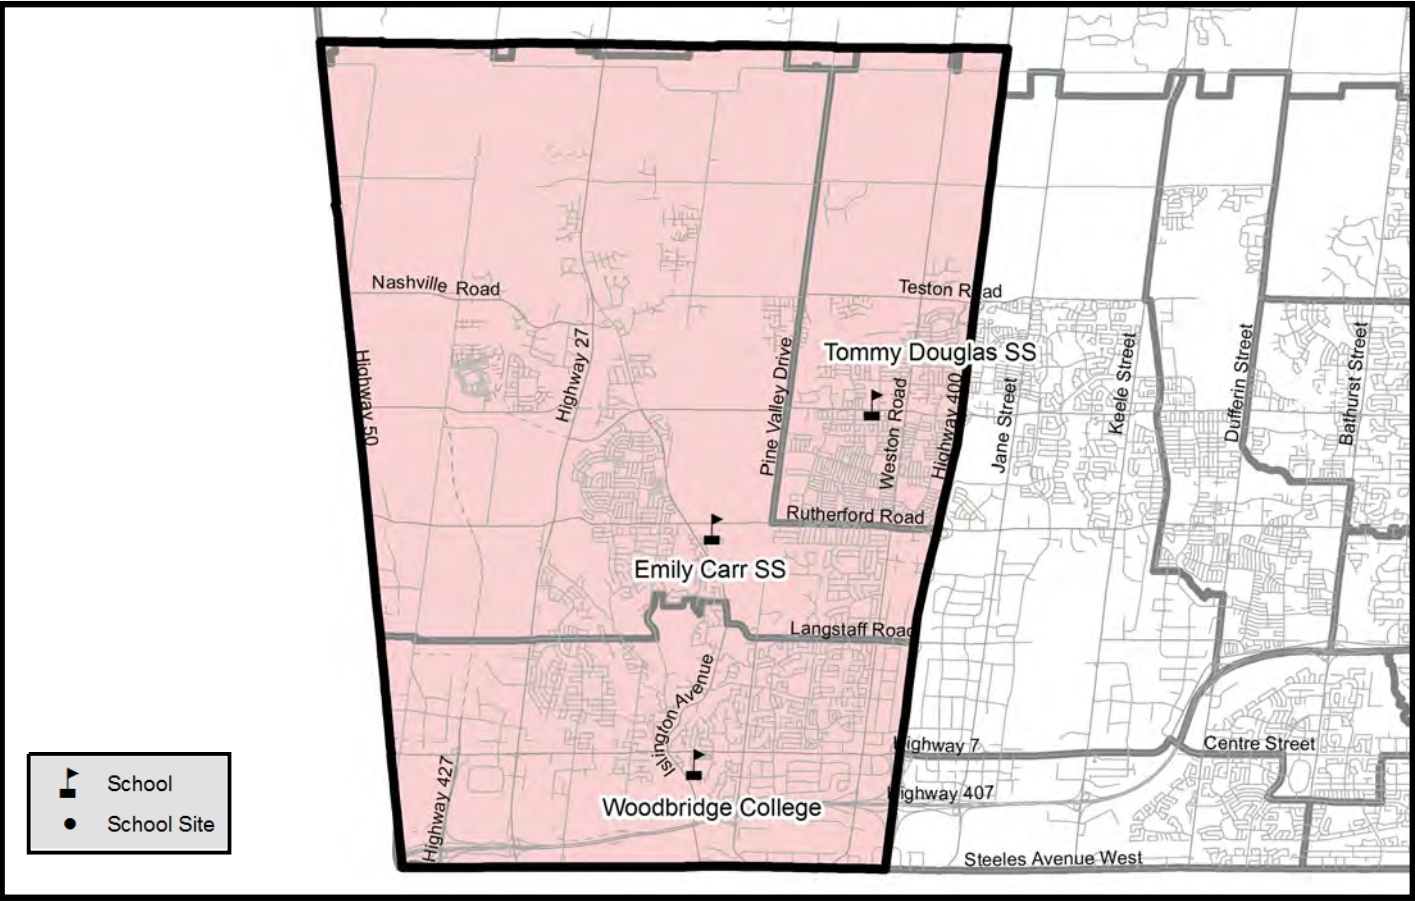 Nashville Road
Teston Road
Highway 50
Highway 27
Pine Valley Drive
Tommy Douglas SS
Weston Road
Highway 400
Jane Street
Keele Street
Dufferin Street
Bathurst Street
Rutherford Road
Emily Carr SS
Langstaff Road
Islington Avenue
Highway 7
Centre Street
Highway 427
Highway 407
Woodbridge College
Steeles Avenue West
School
School Site